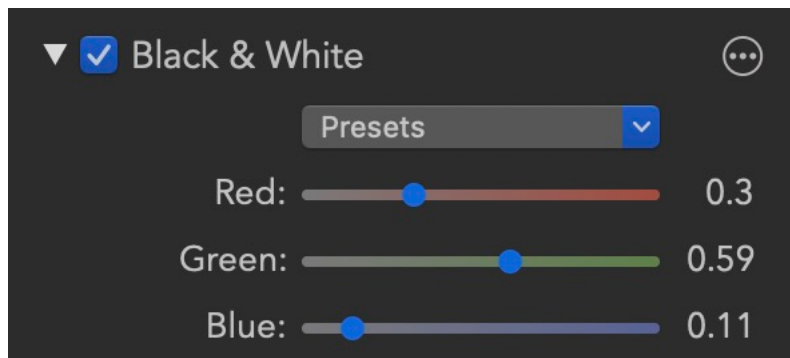 Black & White
Presets
Red: 0.3
Green: 0.59
Blue: 0.11